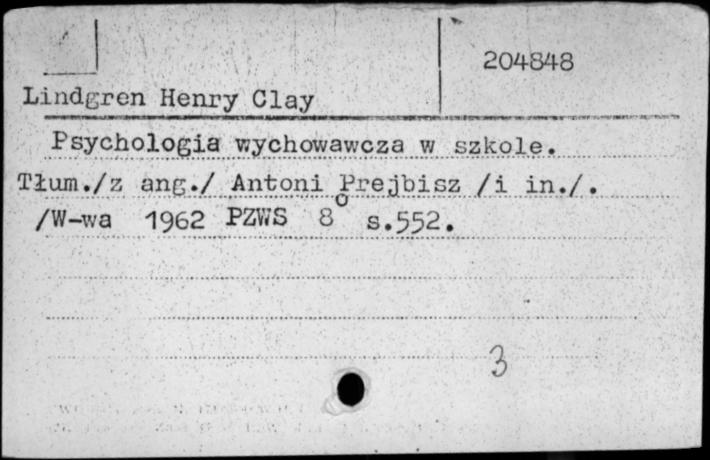 204848
Lindgren Henry Clay
Psychologia wychowawcza w szkole.
Tłum./z ang./ Antoni Prejbisz /i in./.
/W-wa 1962 PZWS 8° s.552.
3